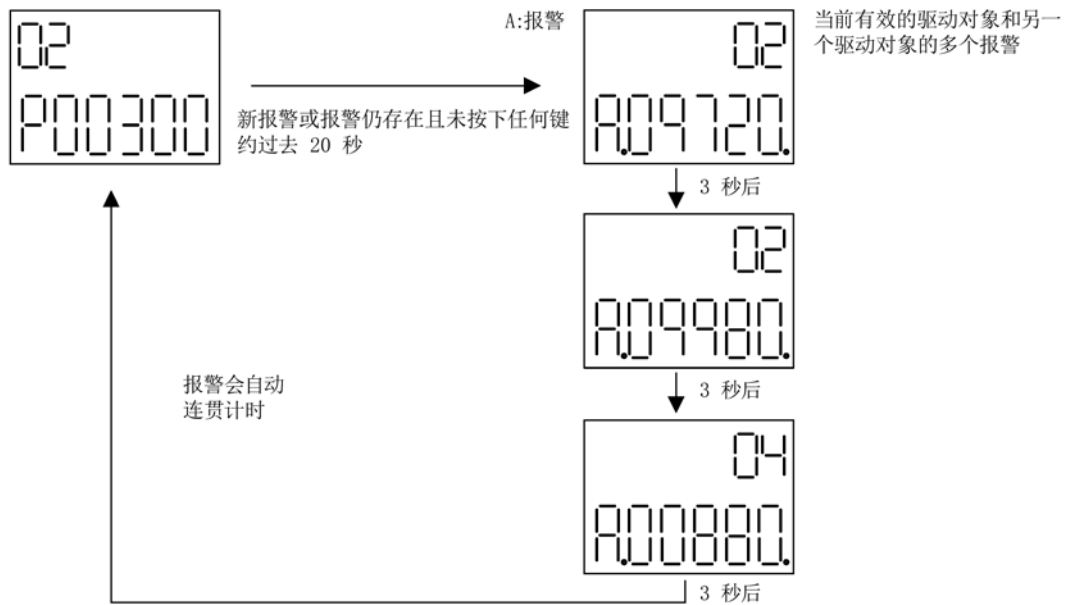 02
P00300
A:报警
02
A.09720.
当前有效的驱动对象和另一
个驱动对象的多个报警
新报警或报警仍存在且未按下任何键
约过去 20 秒
3 秒后
02
A.09980.
3 秒后
报警会自动
连贯计时
04
A.00880.
3 秒后